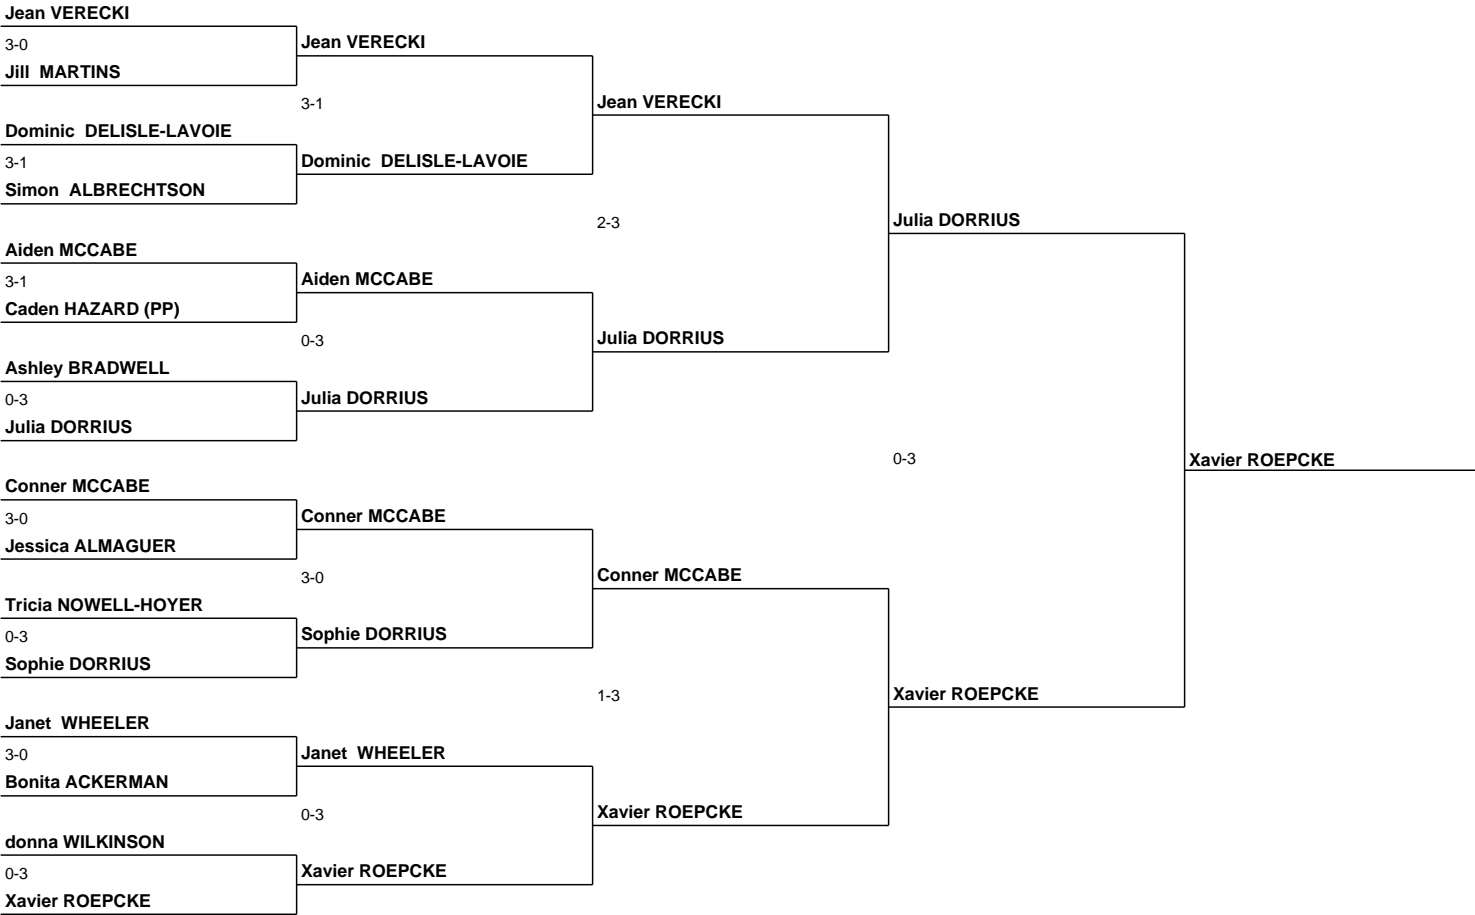 Jean VERECKI
3-0
Jill  MARTINS
Dominic  DELISLE-LAVOIE
3-1
Simon  ALBRECHTSON
Aiden MCCABE
3-1
Caden HAZARD (PP)
Ashley BRADWELL
0-3
Julia DORRIUS
Conner MCCABE
3-0
Jessica ALMAGUER
Tricia NOWELL-HOYER
0-3
Sophie DORRIUS
Janet  WHEELER
3-0
Bonita ACKERMAN
donna WILKINSON
0-3
Xavier ROEPCKE
Jean VERECKI
3-1
Dominic  DELISLE-LAVOIE
Aiden MCCABE
0-3
Julia DORRIUS
Conner MCCABE
3-0
Sophie DORRIUS
Janet  WHEELER
0-3
Xavier ROEPCKE
Jean VERECKI
2-3
Julia DORRIUS
Conner MCCABE
1-3
Xavier ROEPCKE
Julia DORRIUS
0-3
Xavier ROEPCKE
Xavier ROEPCKE